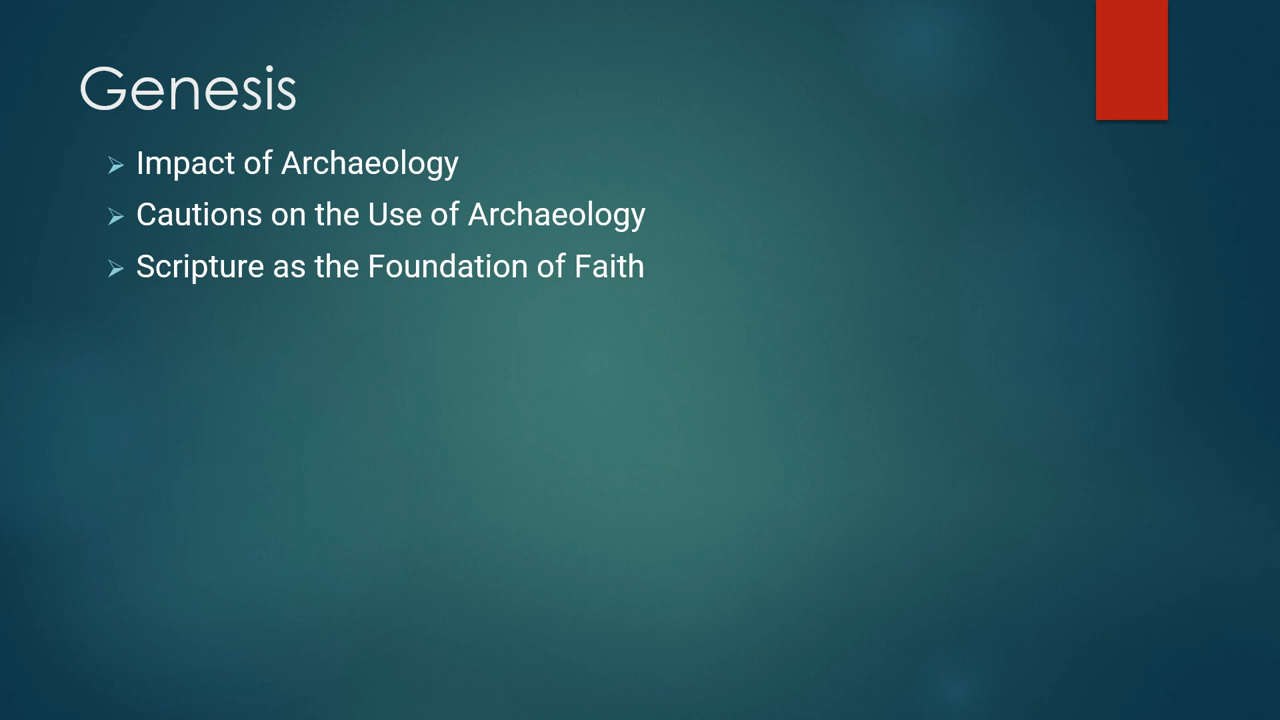 Genesis
➢ Impact of Archaeology
➢ Cautions on the Use of Archaeology
➢ Scripture as the Foundation of Faith